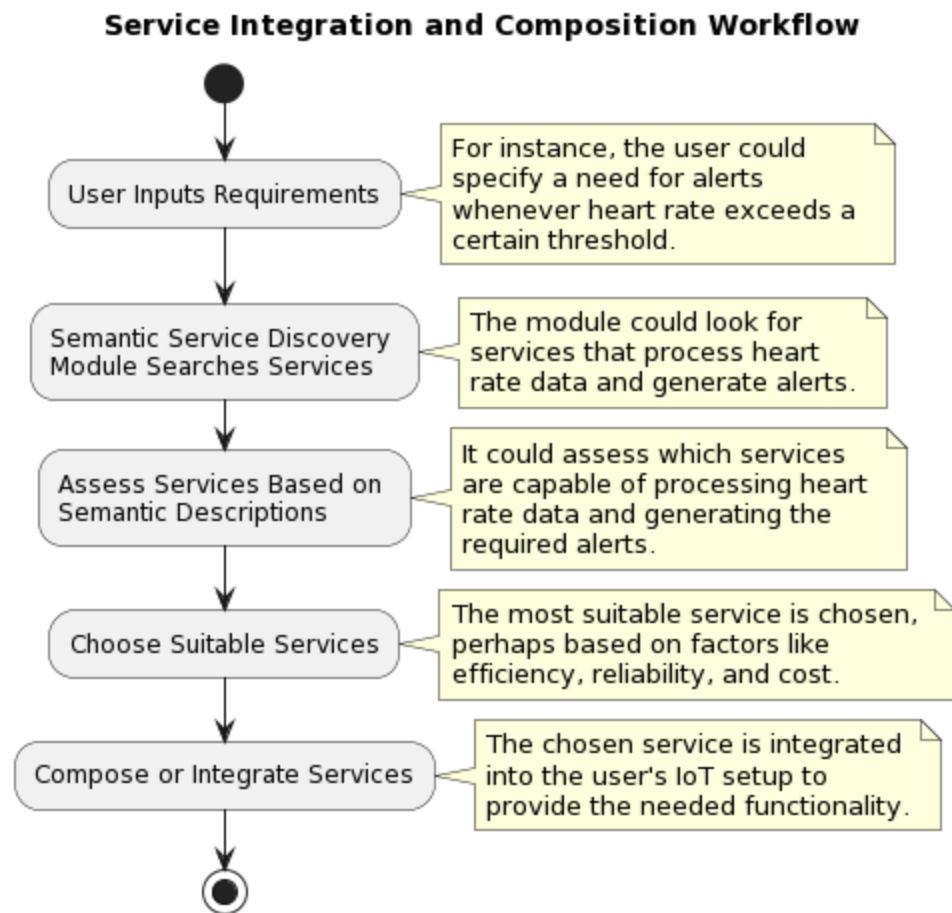 Service Integration and Composition Workflow
User Inputs Requirements
For instance, the user could
specify a need for alerts
whenever heart rate exceeds a
certain threshold.
Semantic Service Discovery
Module Searches Services
The module could look for
services that process heart
rate data and generate alerts.
Assess Services Based on
Semantic Descriptions
It could assess which services
are capable of processing heart
rate data and generating the
required alerts.
Choose Suitable Services
The most suitable service is chosen,
perhaps based on factors like
efficiency, reliability, and cost.
Compose or Integrate Services
The chosen service is integrated
into the user's IoT setup to
provide the needed functionality.